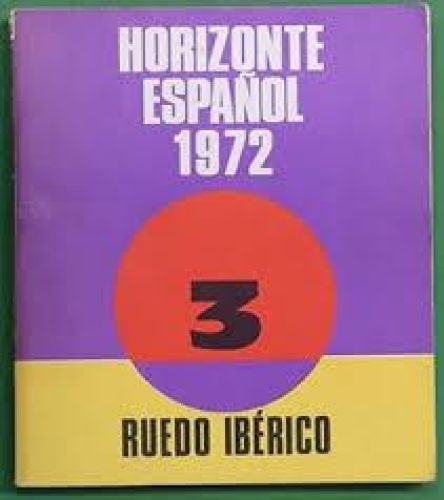 HORIZONTE
ESPAÑOL
1972
3
RUEDO IBÉRICO